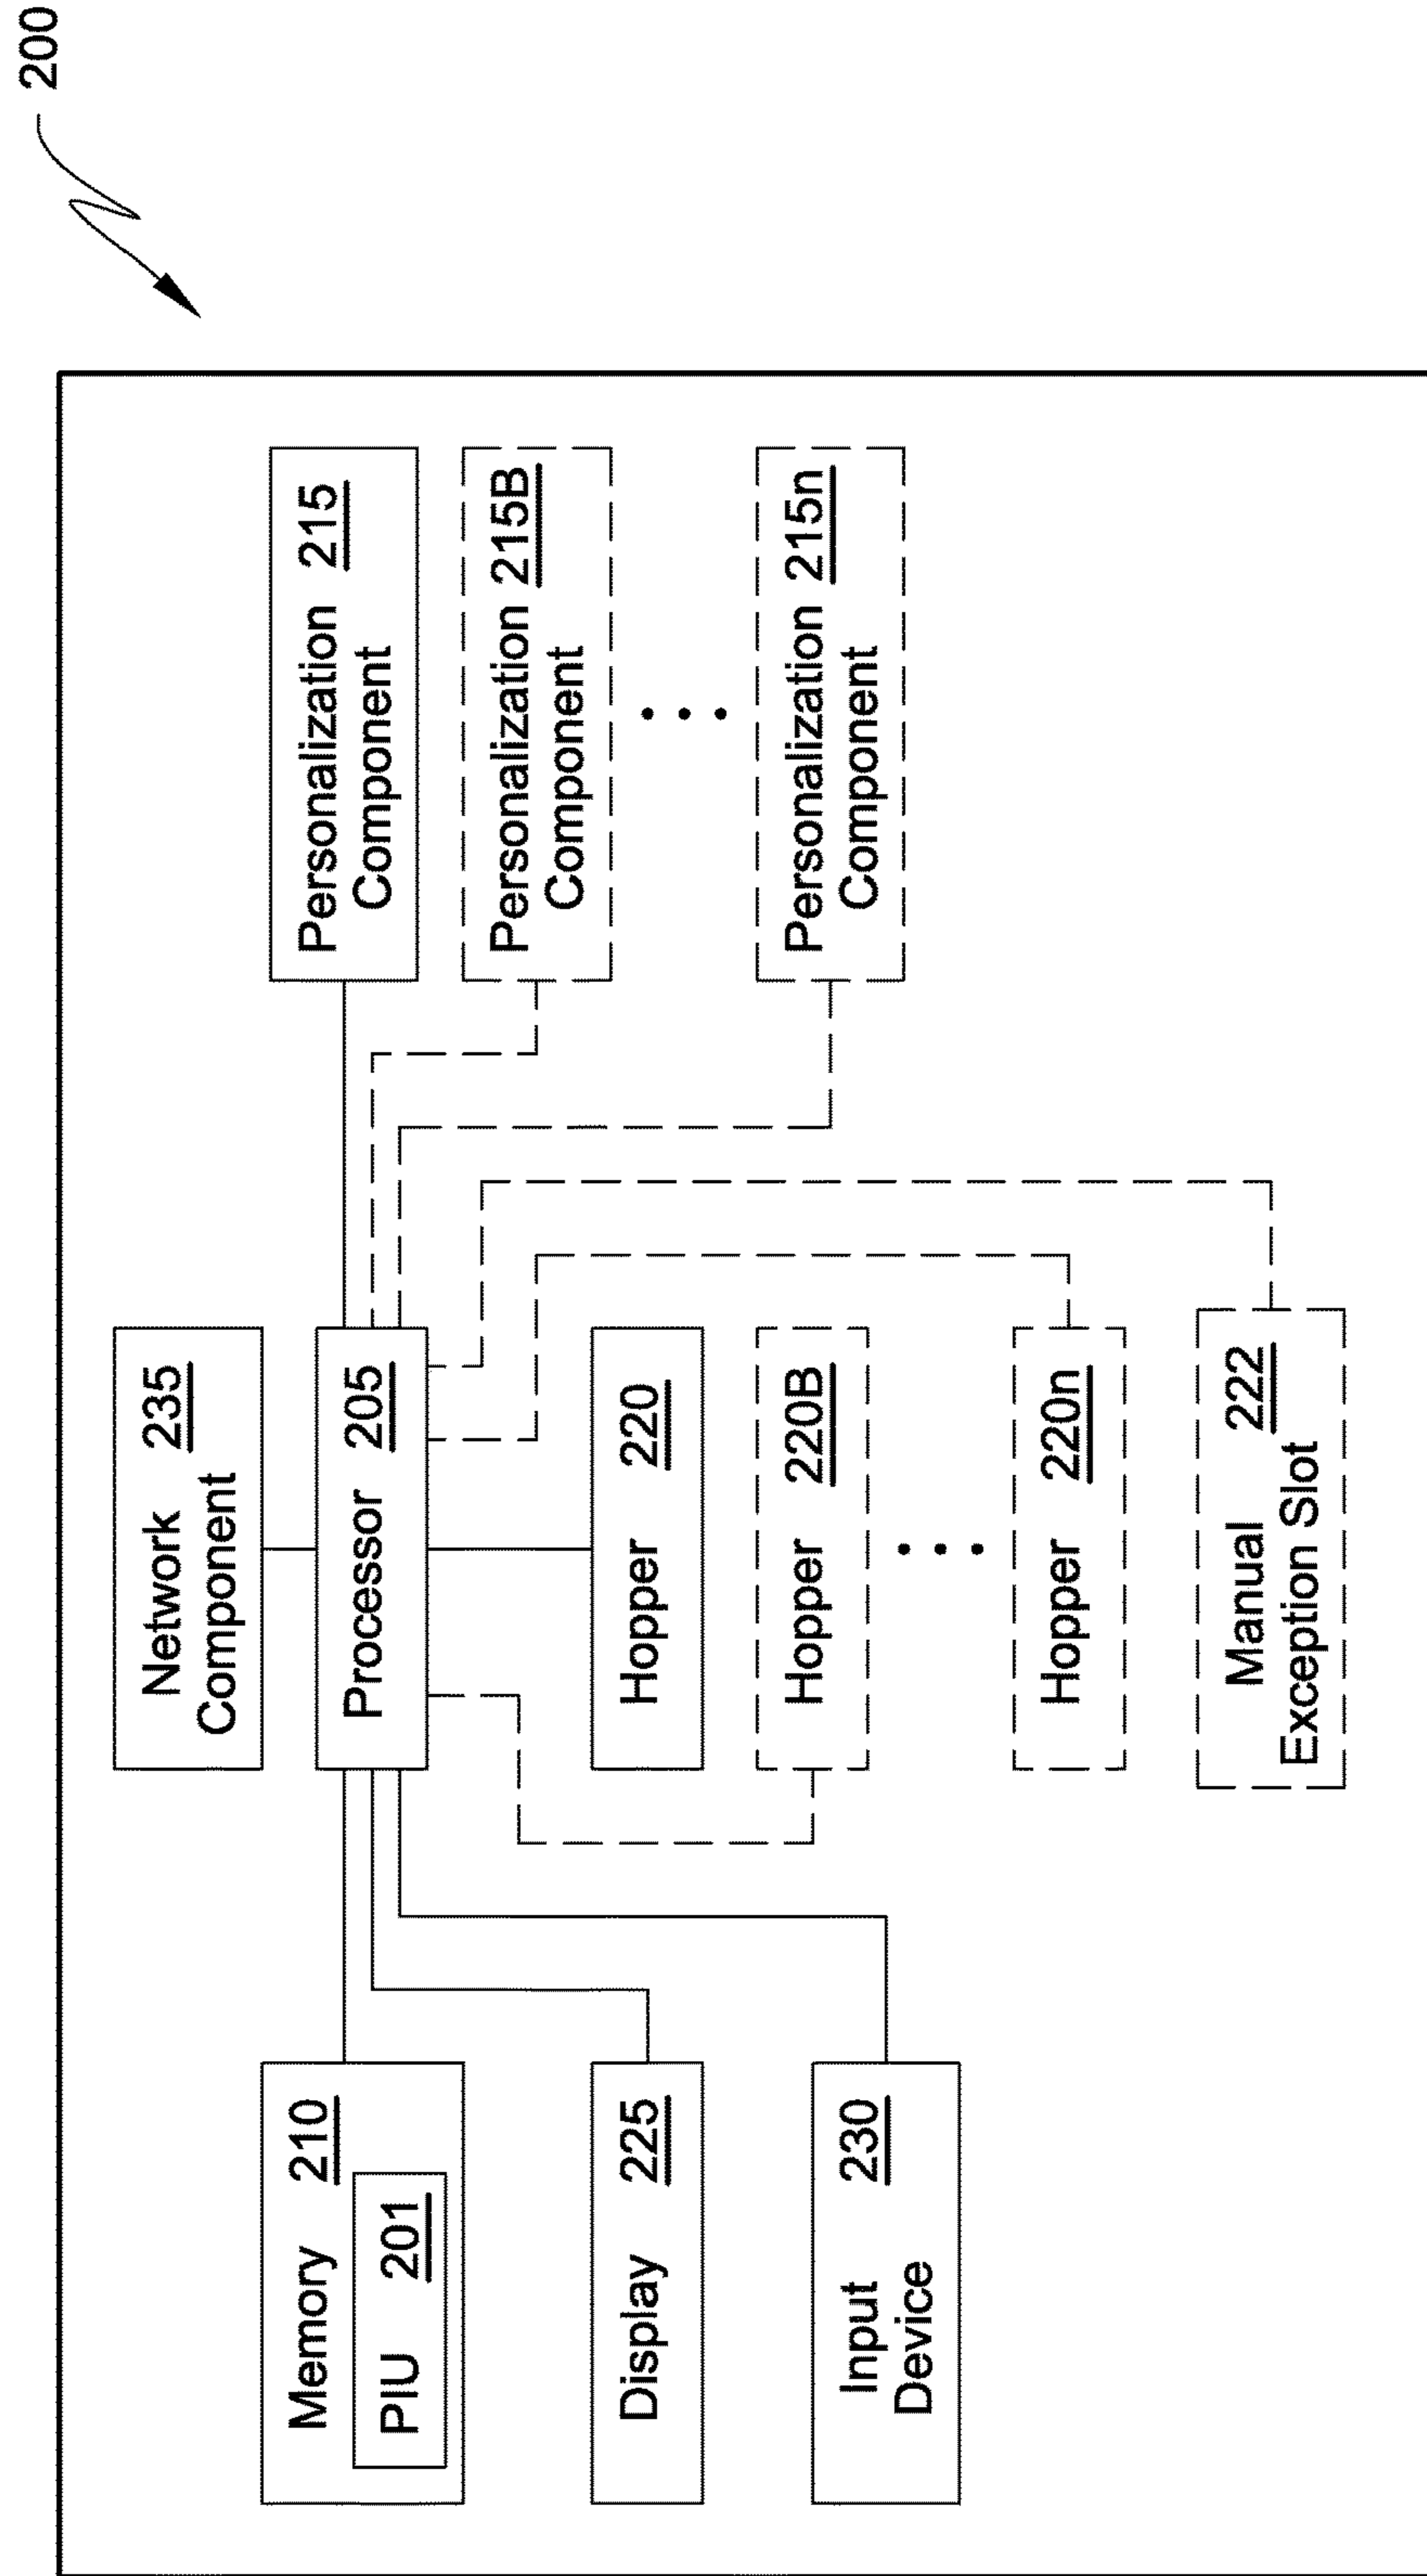 200
Network 235
Component
Memory 210
PIU 201
Processor 205
Personalization 215
Component
Personalization 215B
Component
Display 225
Hopper 220
Input 230
Device
Hopper 220B
Personalization 215n
Component
Hopper 220n
Manual 222
Exception Slot